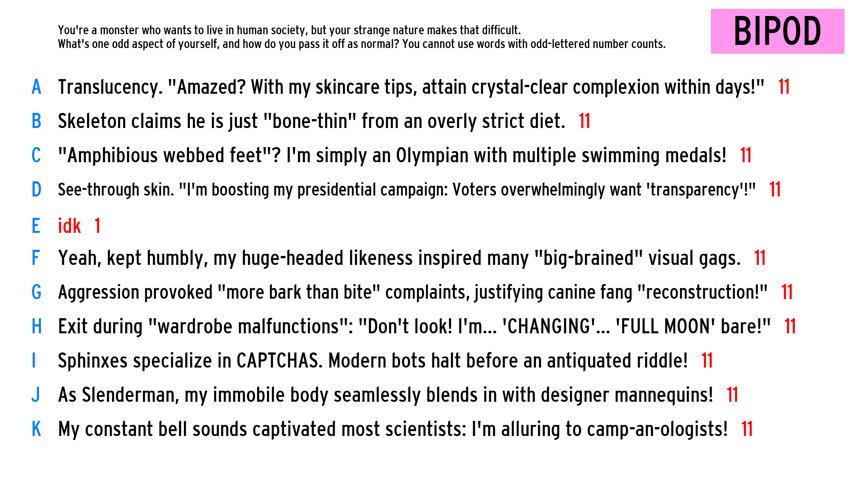 You're a monster who wants to live in human society, but your strange nature makes that difficult.
What's one odd aspect of yourself, and how do you pass it off as normal? You cannot use words with odd-lettered number counts.
BIPOD
A Translucency. "Amazed? With my skincare tips, attain crystal-clear complexion within days!" 11
B Skeleton claims he is just "bone-thin" from an overly strict diet. 11
C "Amphibious webbed feet"? I'm simply an Olympian with multiple swimming medals! 11
D See-through skin. "I'm boosting my presidential campaign: Voters overwhelmingly want 'transparency'!" 11
E idk 1
F Yeah, kept humbly, my huge-headed likeness inspired many "big-brained" visual gags. 11
G Aggression provoked "more bark than bite" complaints, justifying canine fang "reconstruction!" 11
H Exit during "wardrobe malfunctions": "Don't look! I'm... 'CHANGING'... 'FULL MOON' bare!" 11
I Sphinxes specialize in CAPTCHAS. Modern bots halt before an antiquated riddle! 11
J As Slenderman, my immobile body seamlessly blends in with designer mannequins! 11
K My constant bell sounds captivated most scientists: I'm alluring to camp-an-ologists! 11